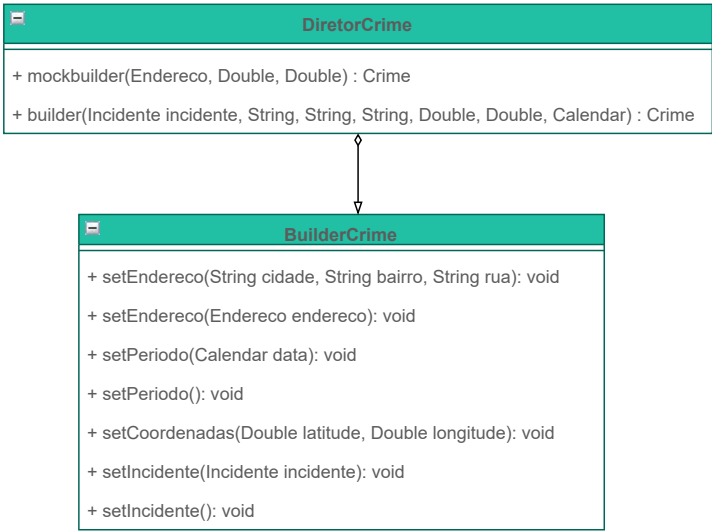 DiretorCrime
+ mockbuilder(Endereco, Double, Double) : Crime
+ builder(Incidente incidente, String, String, String, Double, Double, Calendar) : Crime
BuilderCrime
+ setEndereco(String cidade, String bairro, String rua): void
+ setEndereco(Endereco endereco): void
+ setPeriodo(Calendar data): void
+ setPeriodo(): void
+ setCoordenadas(Double latitude, Double longitude): void
+ setIncidente(Incidente incidente): void
+ setIncidente(): void